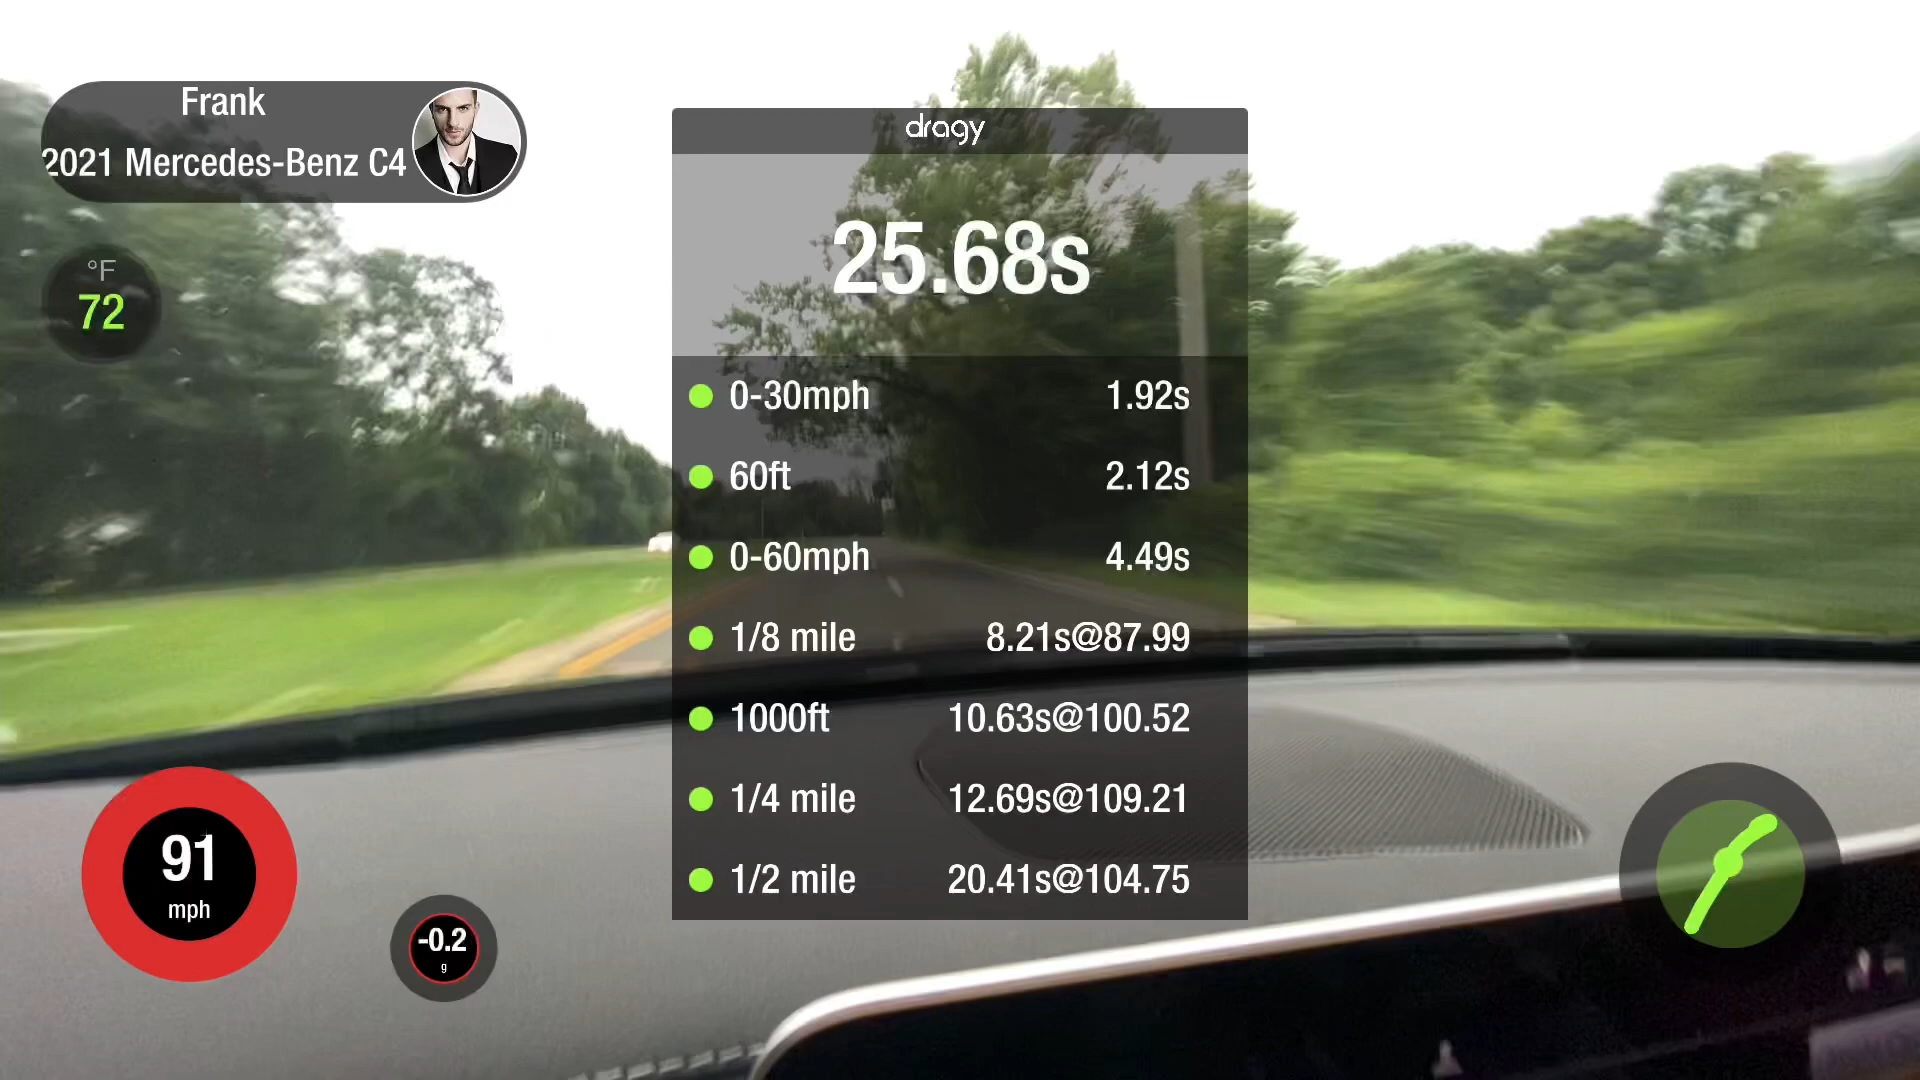 Frank
2021 Mercedes-Benz C4
°F
72
dragy
25.68s
0-30mph 1.92s
60ft 2.12s
0-60mph 4.49s
1/8 mile 8.21s@87.99
1000ft 10.63s@100.52
1/4 mile 12.69s@109.21
1/2 mile 20.41s@104.75
91
mph
-0.2
g